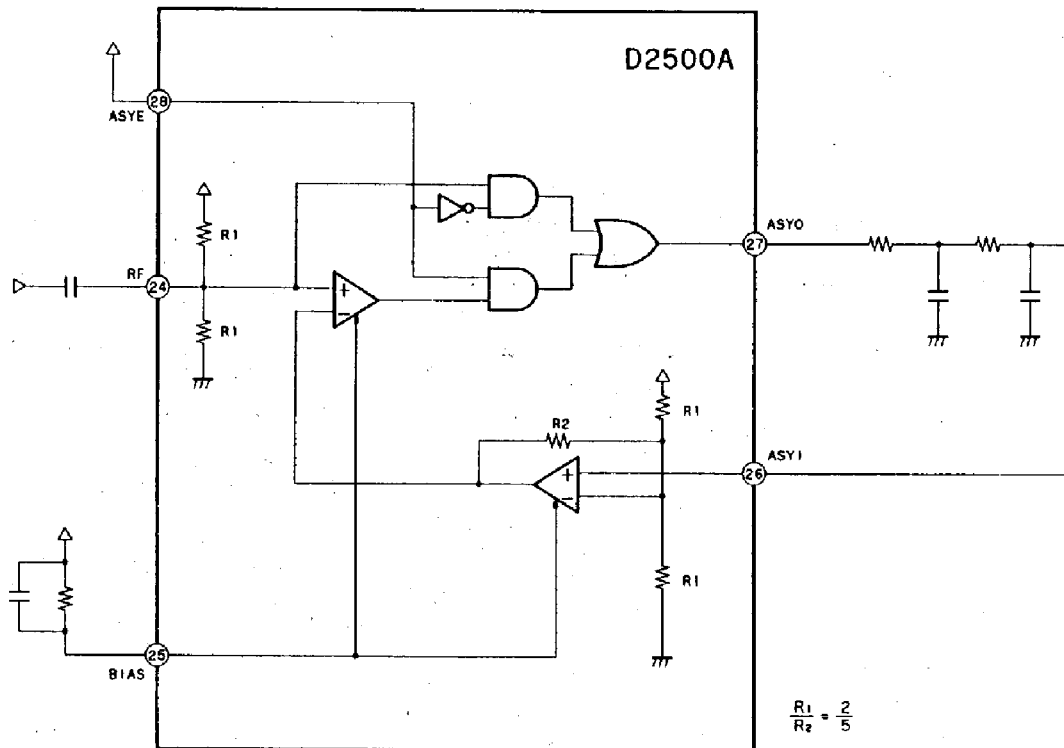 D2500A
28
ASYE
R1
RF
24
R1
ASYO
27
R1
R2
ASYI
26
R1
25
BIAS
R1/R2 = 2/5